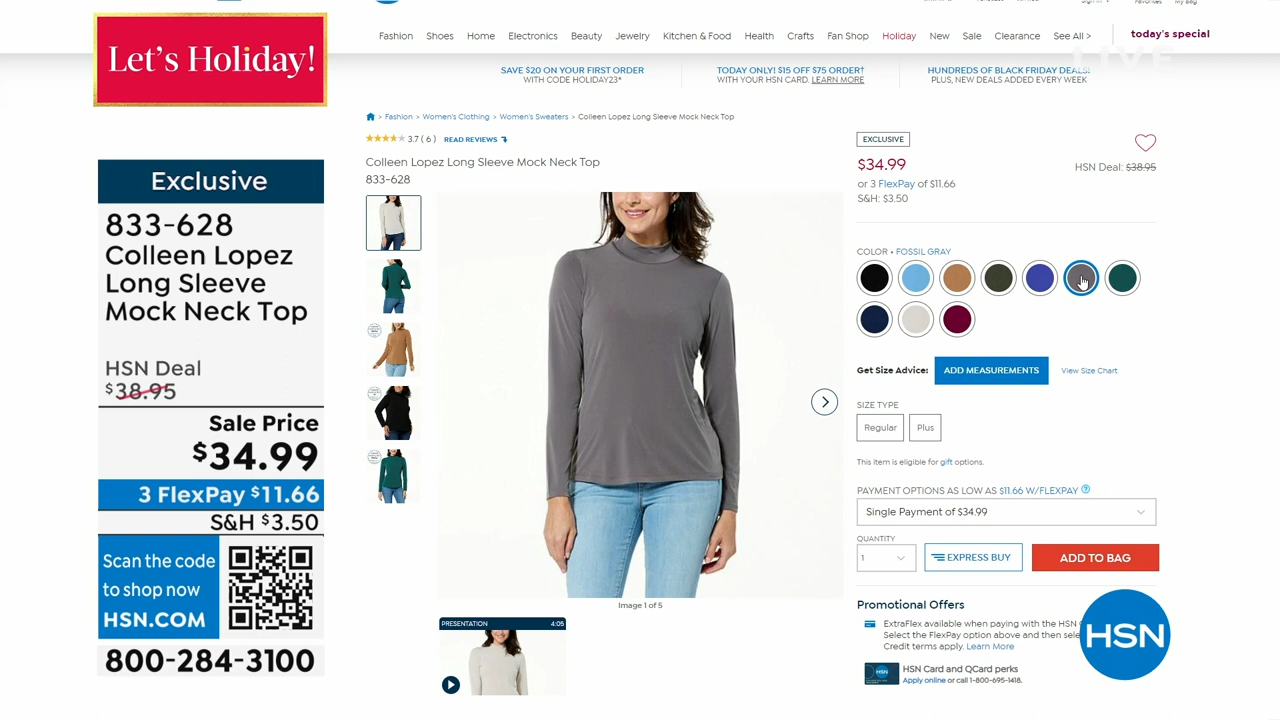 Fashion Shoes Home Electronics Beauty Jewelry Kitchen & Food Health Crafts Fan Shop Holiday New Sale Clearance See All > today's special
LIVE
Let's Holiday!
SAVE $20 ON YOUR FIRST ORDER
WITH CODE HOLIDAY23*
TODAY ONLY! $15 OFF $75 ORDER†
WITH YOUR HSN CARD. LEARN MORE
HUNDREDS OF BLACK FRIDAY DEALS!
PLUS, NEW DEALS ADDED EVERY WEEK
> Fashion > Women's Clothing > Women's Sweaters > Colleen Lopez Long Sleeve Mock Neck Top
3.7 ( 6 ) READ REVIEWS
Colleen Lopez Long Sleeve Mock Neck Top
833-628
Exclusive
833-628
Colleen Lopez
Long Sleeve
Mock Neck Top
HSN Deal
$38.95
Sale Price
$34.99
3 FlexPay $11.66
S&H $3.50
Scan the code
to shop now
HSN.COM
800-284-3100
Image 1 of 5
PRESENTATION 4:05
EXCLUSIVE
$34.99
HSN Deal: $38.95
or 3 FlexPay of $11.66
S&H: $3.50
COLOR • FOSSIL GRAY
Get Size Advice: ADD MEASUREMENTS View Size Chart
SIZE TYPE
Regular Plus
This item is eligible for gift options.
PAYMENT OPTIONS AS LOW AS $11.66 W/FLEXPAY ?
Single Payment of $34.99
QUANTITY
1 EXPRESS BUY ADD TO BAG
Promotional Offers
ExtraFlex available when paying with the HSN
Select the FlexPay option above and then sele
Credit terms apply. Learn More
HSN
HSN Card and QCard perks
Apply online or call 1-800-695-1418.